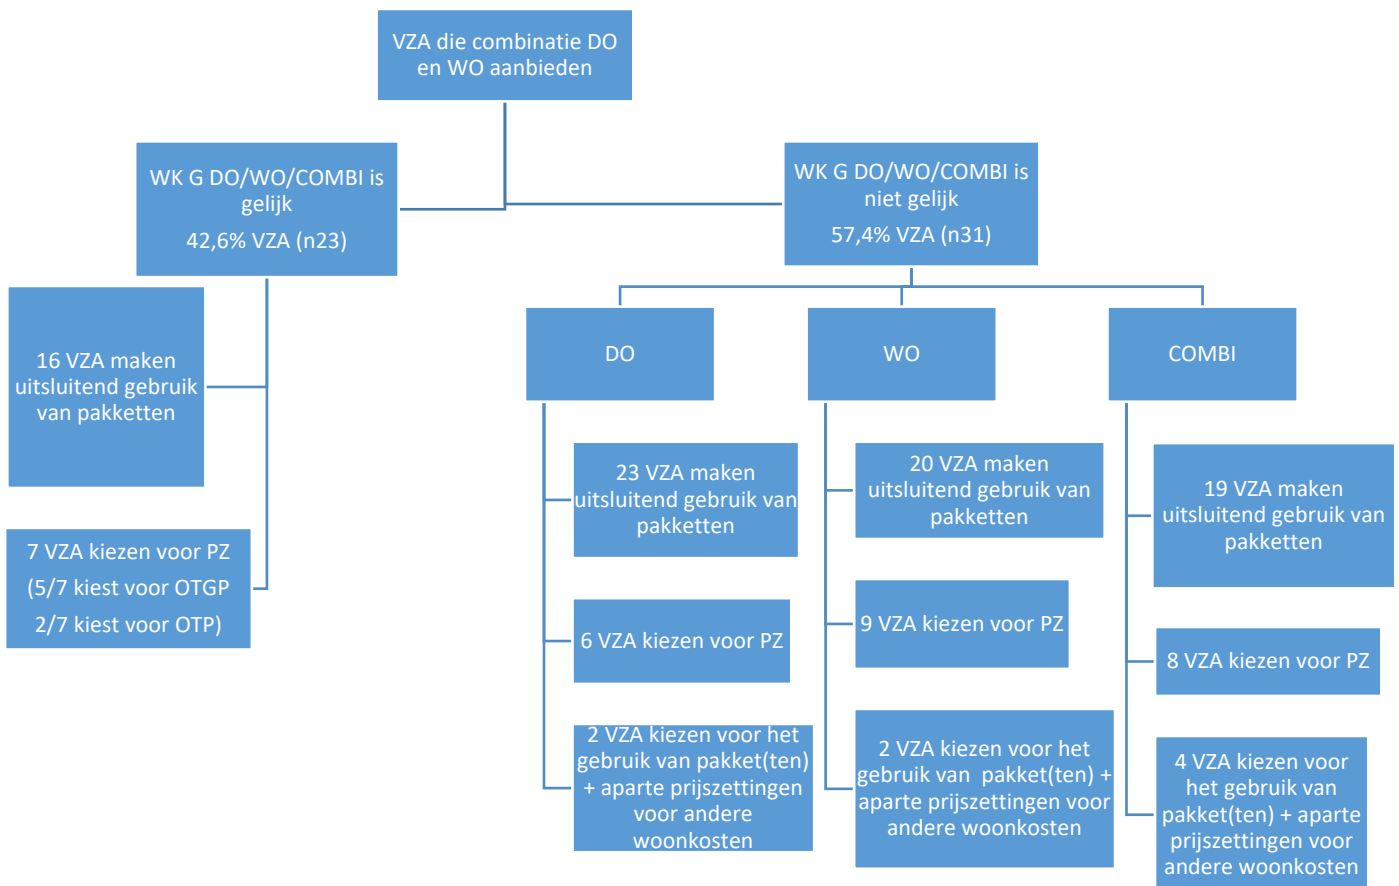 VZA die combinatie DO
en WO aanbieden
WK G DO/WO/COMBI is
gelijk
42,6% VZA (n23)
WK G DO/WO/COMBI is
niet gelijk
57,4% VZA (n31)
16 VZA maken
uitsluitend gebruik
van pakketten
7 VZA kiezen voor PZ
(5/7 kiest voor OTGP
2/7 kiest voor OTP)
DO
23 VZA maken
uitsluitend gebruik van
pakketten
6 VZA kiezen voor PZ
2 VZA kiezen voor het
gebruik van pakket(ten)
+ aparte prijszettingen
voor andere
woonkosten
WO
20 VZA maken
uitsluitend gebruik van
pakketten
9 VZA kiezen voor PZ
2 VZA kiezen voor het
gebruik van pakket(ten) +
aparte prijszettingen voor
andere woonkosten
COMBI
19 VZA maken
uitsluitend gebruik van
pakketten
8 VZA kiezen voor PZ
4 VZA kiezen voor
het gebruik van
pakket(ten) + aparte
prijszettingen voor
andere woonkosten